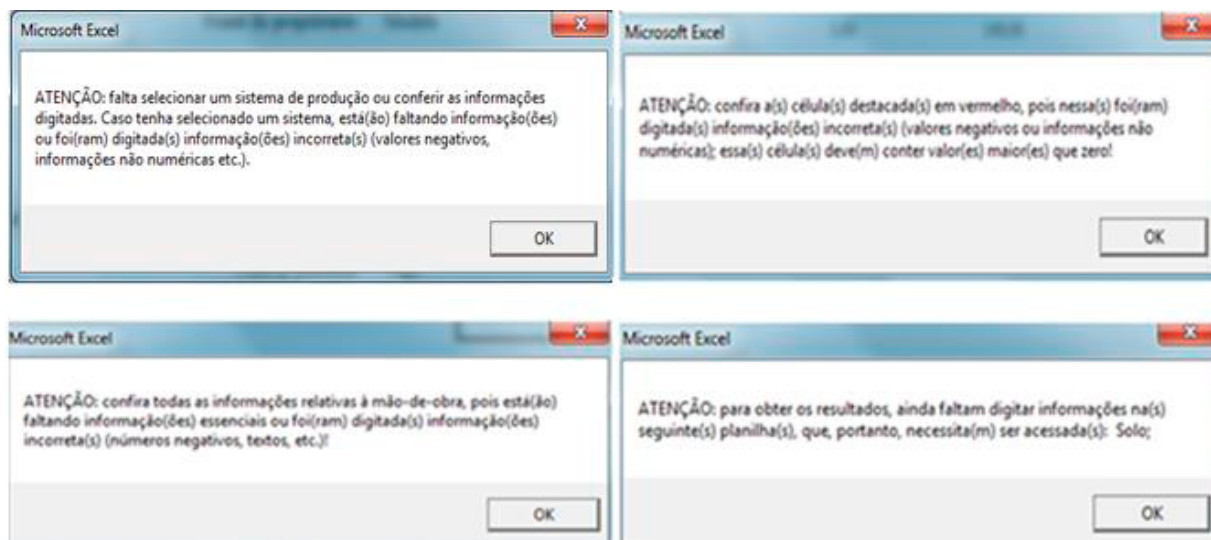 Microsoft Excel
ATENÇÃO: falta selecionar um sistema de produção ou conferir as informações
digitadas. Caso tenha selecionado um sistema, está(ão) faltando informação(ões)
ou foi(ram) digitada(s) informação(ões) incorreta(s) (valores negativos,
informações não numéricas etc.).
OK
Microsoft Excel
ATENÇÃO: confira a(s) célula(s) destacada(s) em vermelho, pois nessa(s) foi(ram)
digitada(s) informação(ões) incorreta(s) (valores negativos ou informações não
numéricas); essa(s) célula(s) deve(m) conter valor(es) maior(es) que zero!
OK
Microsoft Excel
ATENÇÃO: confira todas as informações relativas à mão-de-obra, pois está(ão)
faltando informação(ões) essenciais ou foi(ram) digitada(s) informação(ões)
incorreta(s) (números negativos, textos, etc.)!
OK
Microsoft Excel
ATENÇÃO: para obter os resultados, ainda faltam digitar informações na(s)
seguinte(s) planilha(s), que, portanto, necessita(m) ser acessada(s): Solo;
OK